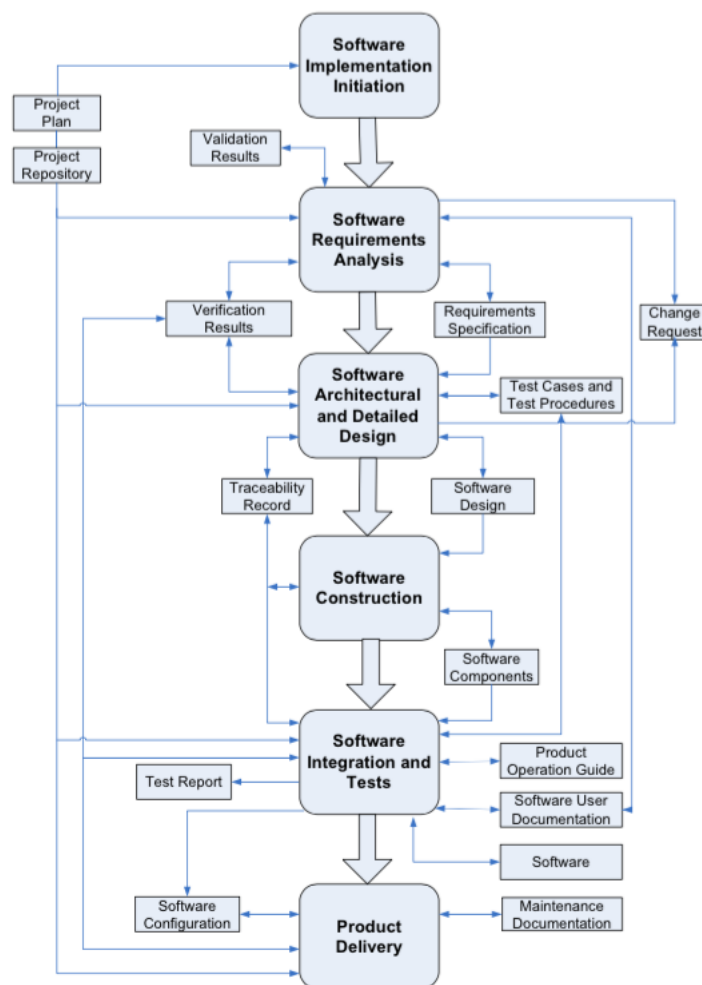 Software
Implementation
Initiation
Project
Plan
Project
Repository
Validation
Results
Software
Requirements
Analysis
Verification
Results
Requirements
Specification
Change
Request
Software
Architectural
and Detailed
Design
Test Cases and
Test Procedures
Traceability
Record
Software
Design
Software
Construction
Software
Components
Software
Integration and
Tests
Product
Operation Guide
Test Report
Software User
Documentation
Software
Software
Configuration
Product
Delivery
Maintenance
Documentation